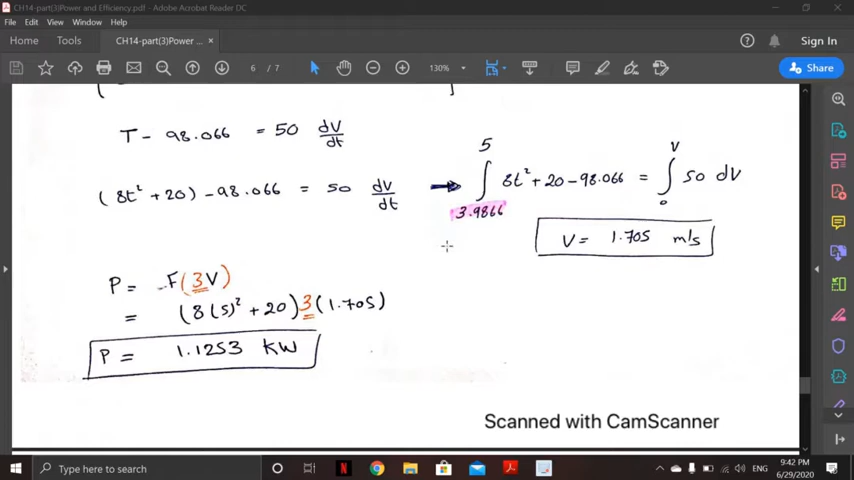 CH14-part(3)Power and Efficiency.pdf - Adobe Acrobat Reader DC
File Edit View Window Help
Home Tools CH14-part(3)Power ... × Sign In
6 / 7 130% Share
T - 98.066 = 50 dV/dt
(8t² + 20) - 98.066 = 50 dV/dt → ∫ 3.9866 5 8t² + 20 - 98.066 = ∫ 0 V 50 dV
V = 1.705 m/s
P = F(3V)
= (8(5)² + 20) 3 (1.705)
P = 1.1253 KW
Scanned with CamScanner
Type here to search
ENG 9:42 PM
6/29/2020